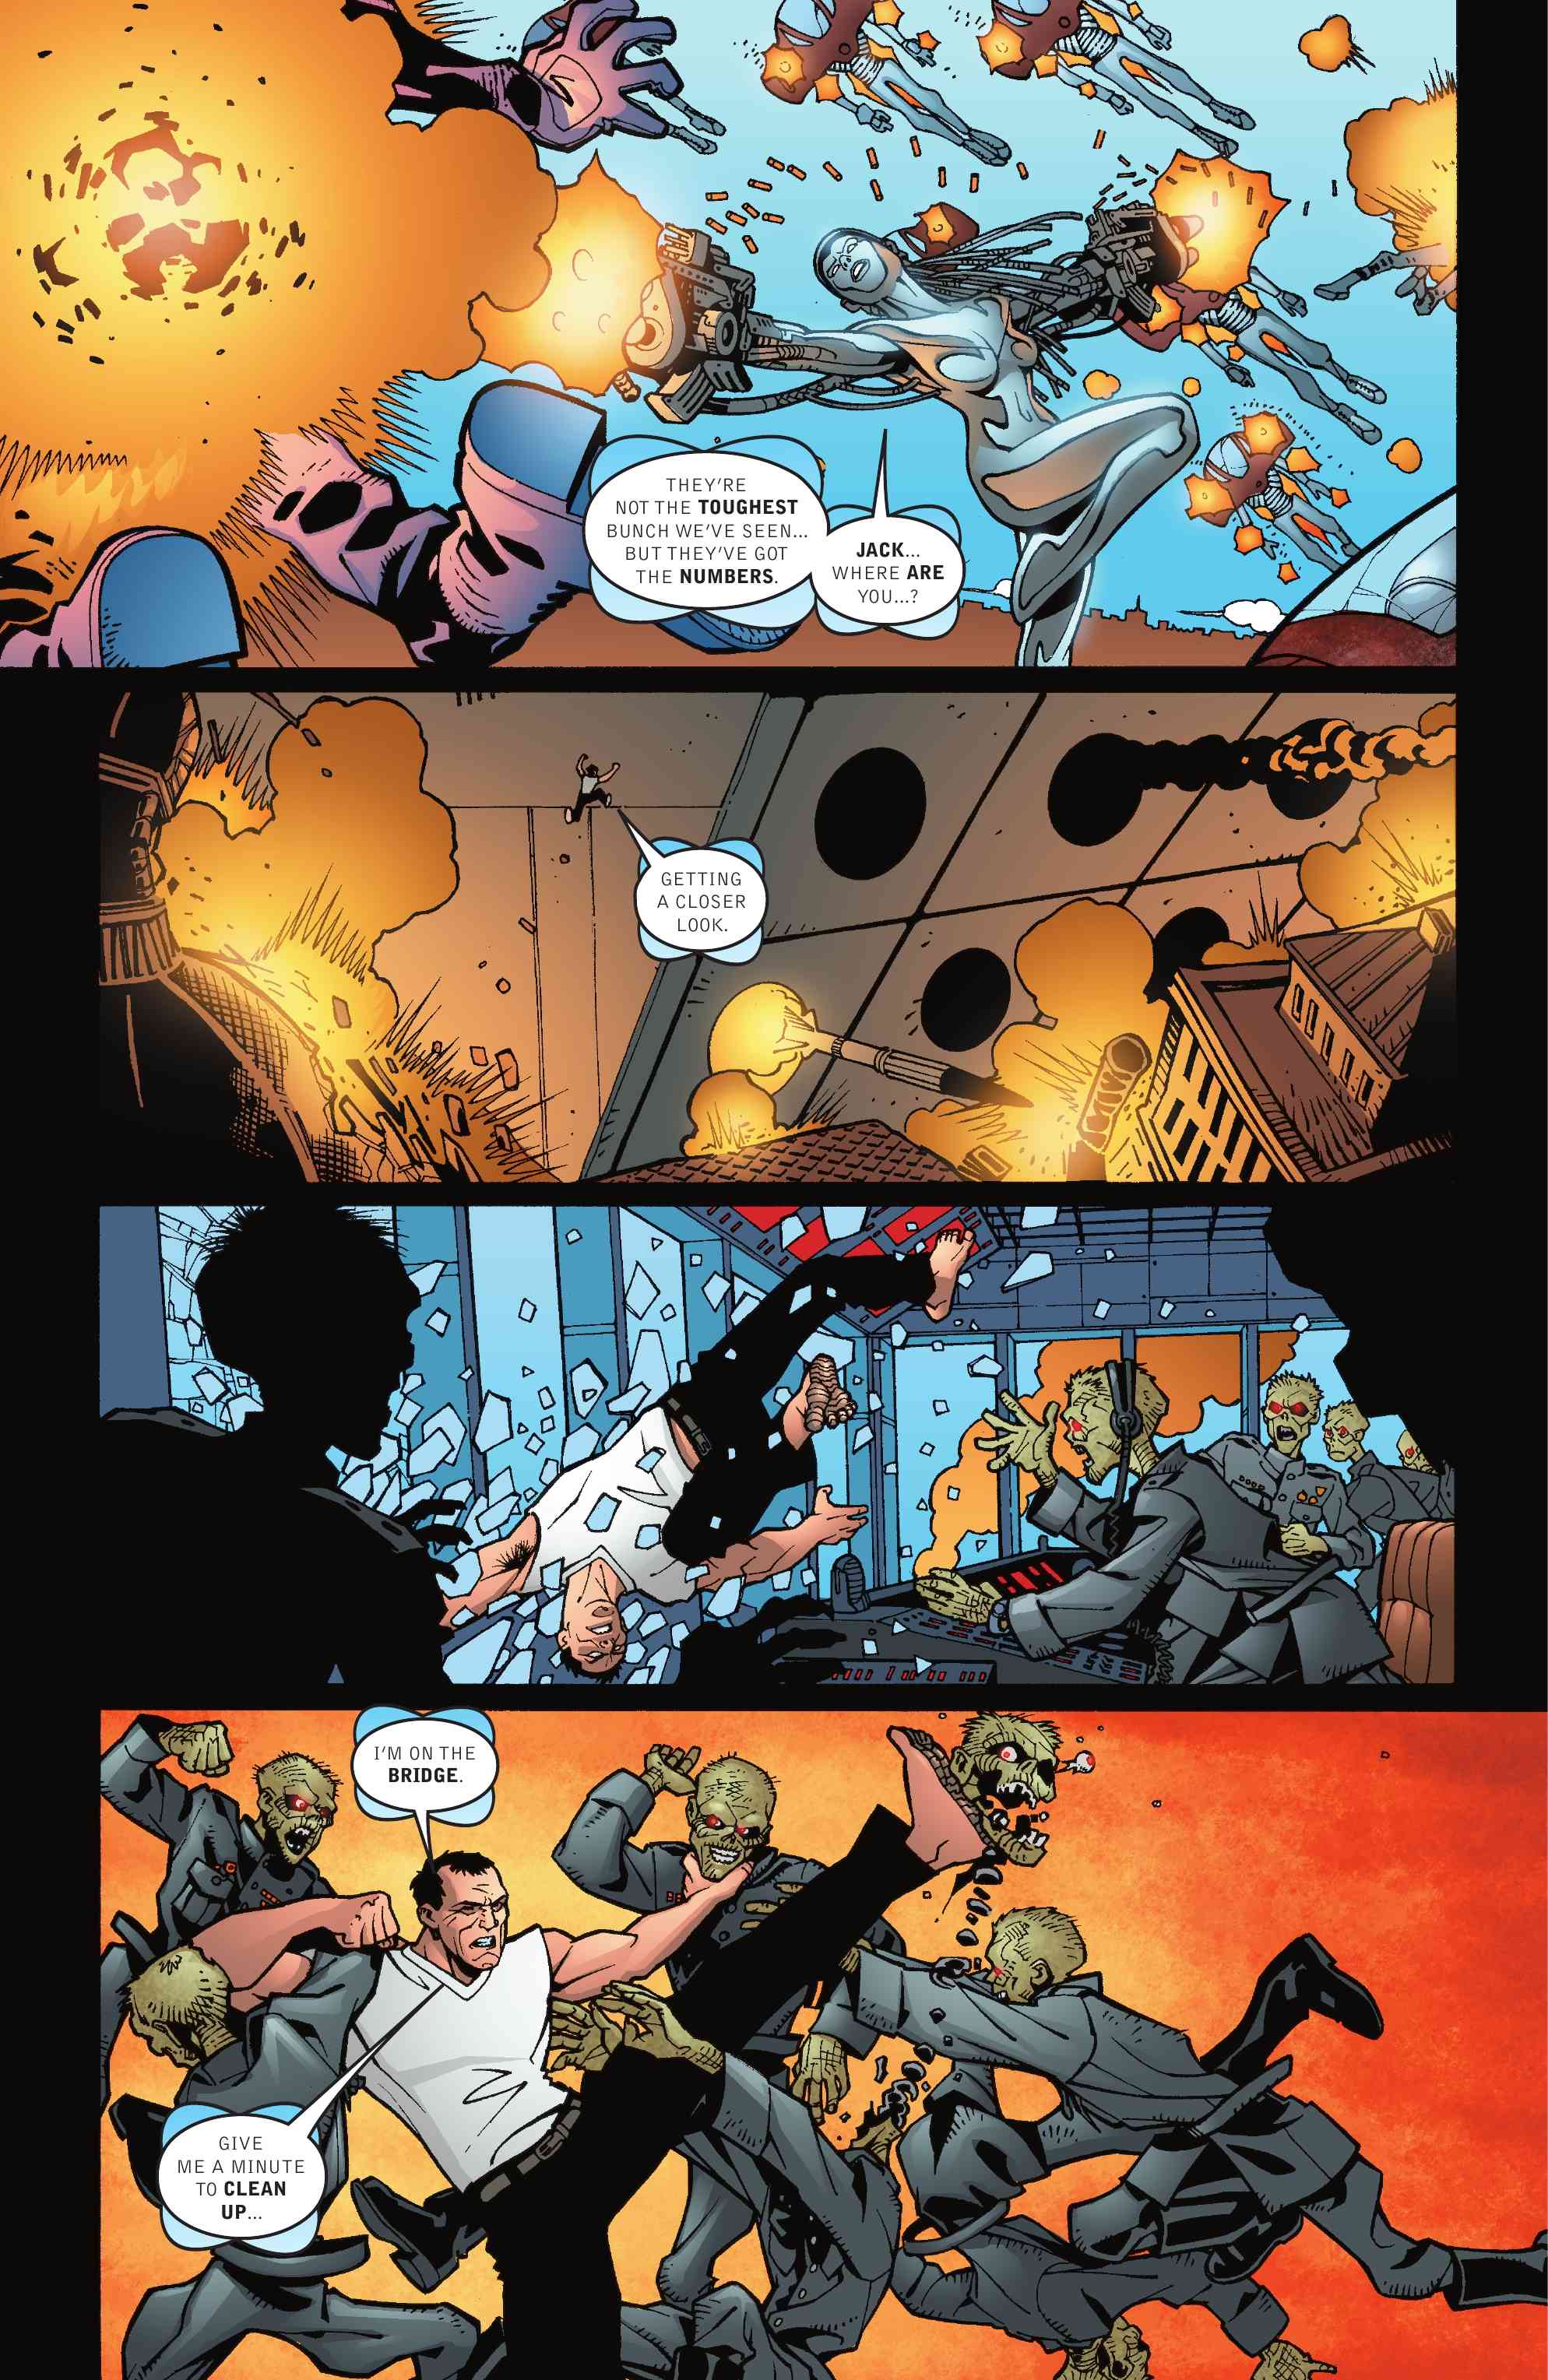 THEY'RE
NOT THE TOUGHEST
BUNCH WE'VE SEEN...
BUT THEY'VE GOT
THE NUMBERS.
JACK...
WHERE ARE
YOU...?
GETTING
A CLOSER
LOOK.
I'M ON THE
BRIDGE.
GIVE
ME A MINUTE
TO CLEAN
UP...